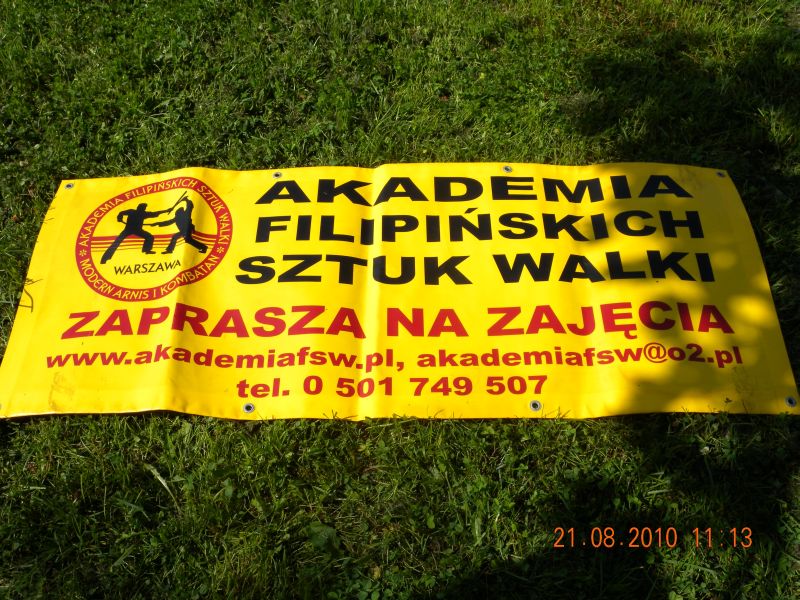 AKADEMIA FILIPIŃSKICH SZTUK WALKI
WARSZAWA
MODERN ARNIS I KOMBATAN
AKADEMIA
FILIPIŃSKICH
SZTUK WALKI
ZAPRASZA NA ZAJĘCIA
www.akademiafsw.pl, akademiafsw@o2.pl
tel. 0 501 749 507
21.08.2010 11:13